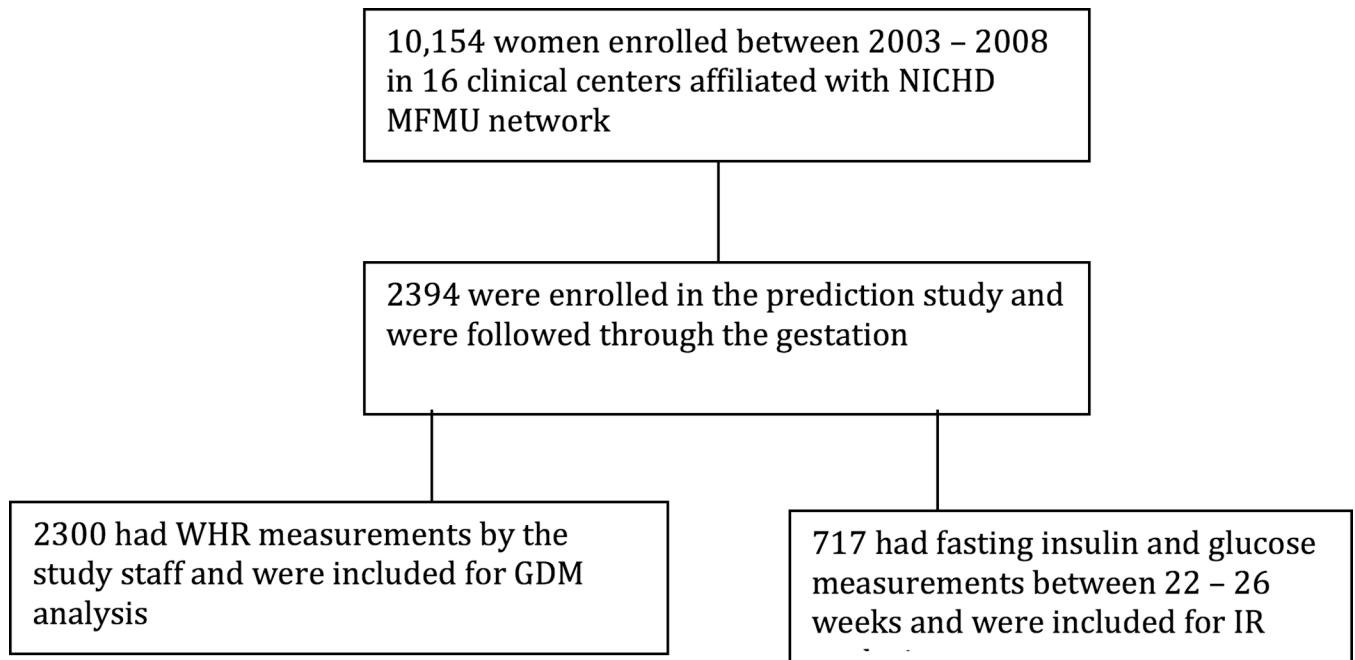 10,154 women enrolled between 2003 – 2008
in 16 clinical centers affiliated with NICHD
MFMU network
2394 were enrolled in the prediction study and
were followed through the gestation
2300 had WHR measurements by the
study staff and were included for GDM
analysis
717 had fasting insulin and glucose
measurements between 22 – 26
weeks and were included for IR